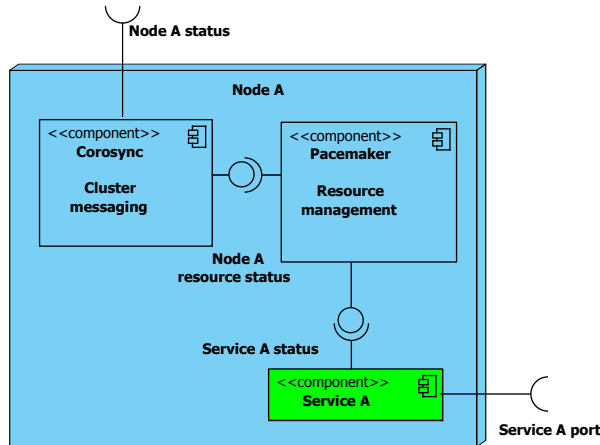 Node A status
Node A
<<component>>
Corosync
Cluster
messaging
<<component>>
Pacemaker
Resource
management
Node A
resource status
Service A status
<<component>>
Service A
Service A port